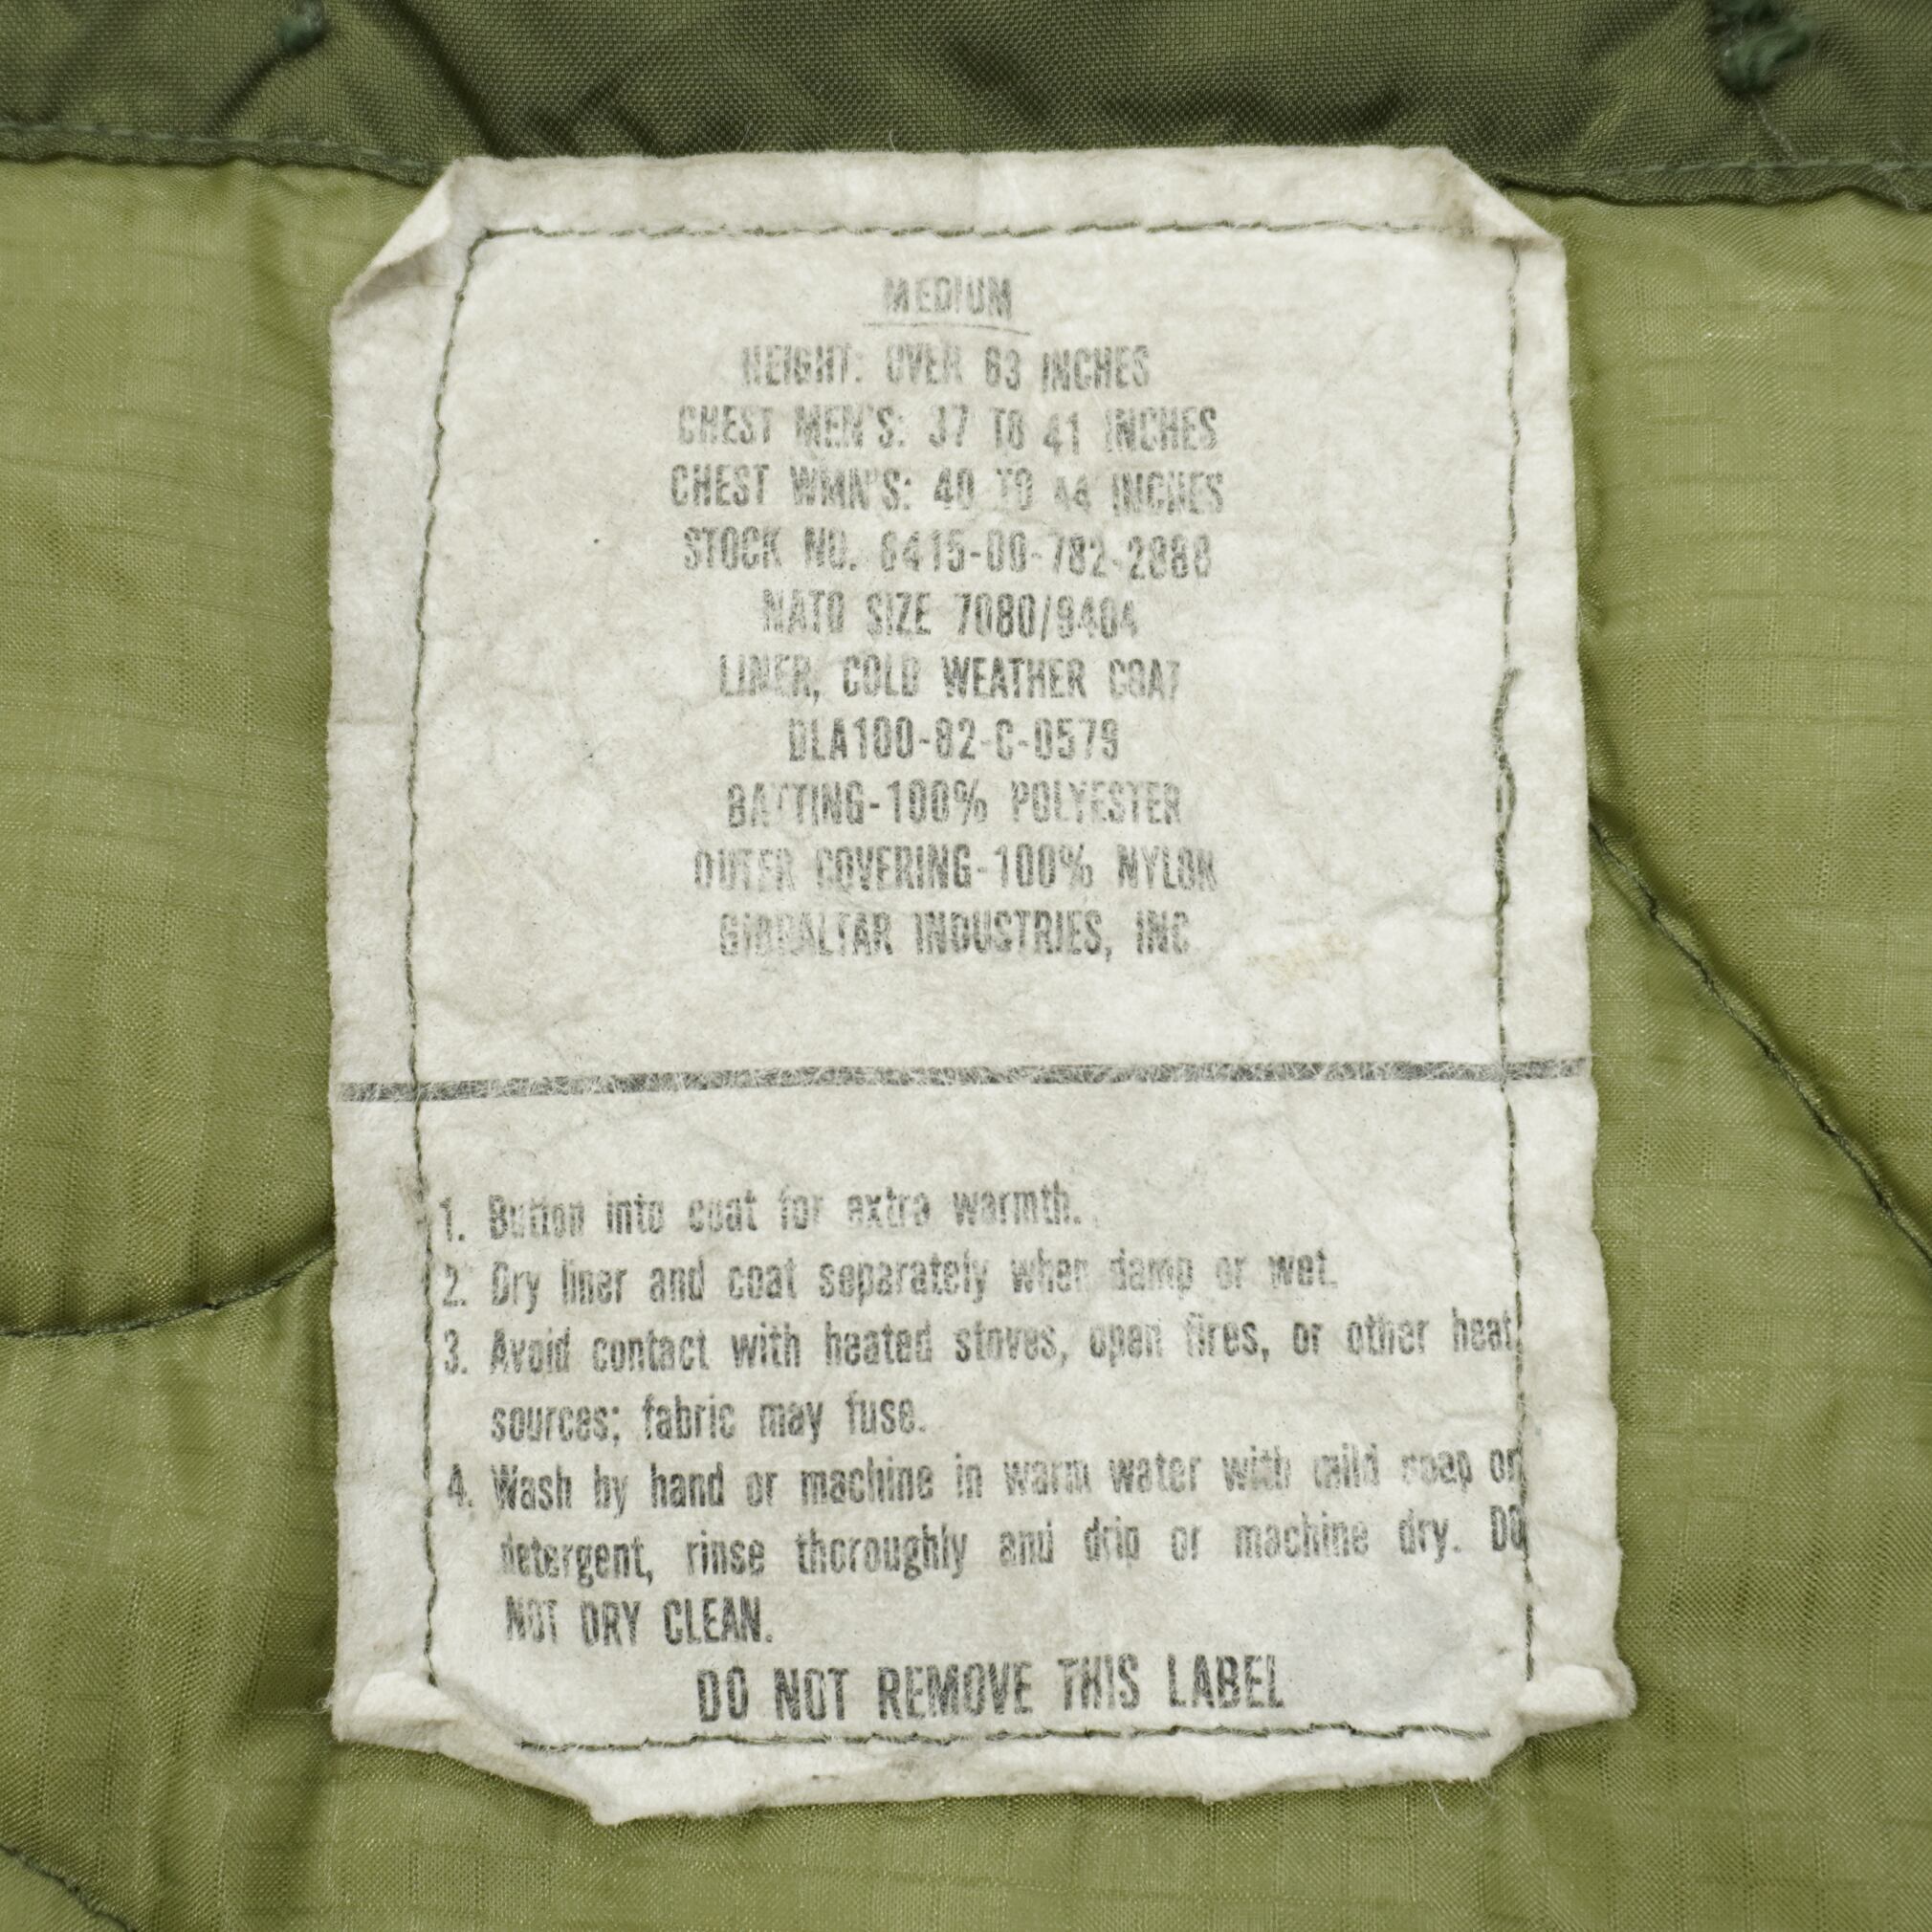 MEDIUM
HEIGHT: OVER 63 INCHES
CHEST MEN'S: 37 TO 41 INCHES
CHEST WMN'S: 40 TO 44 INCHES
STOCK NO. 8415-00-782-2888
NATO SIZE 7080/9404
LINER, COLD WEATHER COAT
DLA100-82-C-0579
BATTING-100% POLYESTER
OUTER COVERING-100% NYLON
GIBRALTAR INDUSTRIES, INC
1. Button into coat for extra warmth.
2. Dry liner and coat separately when damp or wet.
3. Avoid contact with heated stoves, open fires, or other heat
sources; fabric may fuse.
4. Wash by hand or machine in warm water with mild soap or
detergent, rinse thoroughly and drip or machine dry. DO
NOT DRY CLEAN.
DO NOT REMOVE THIS LABEL